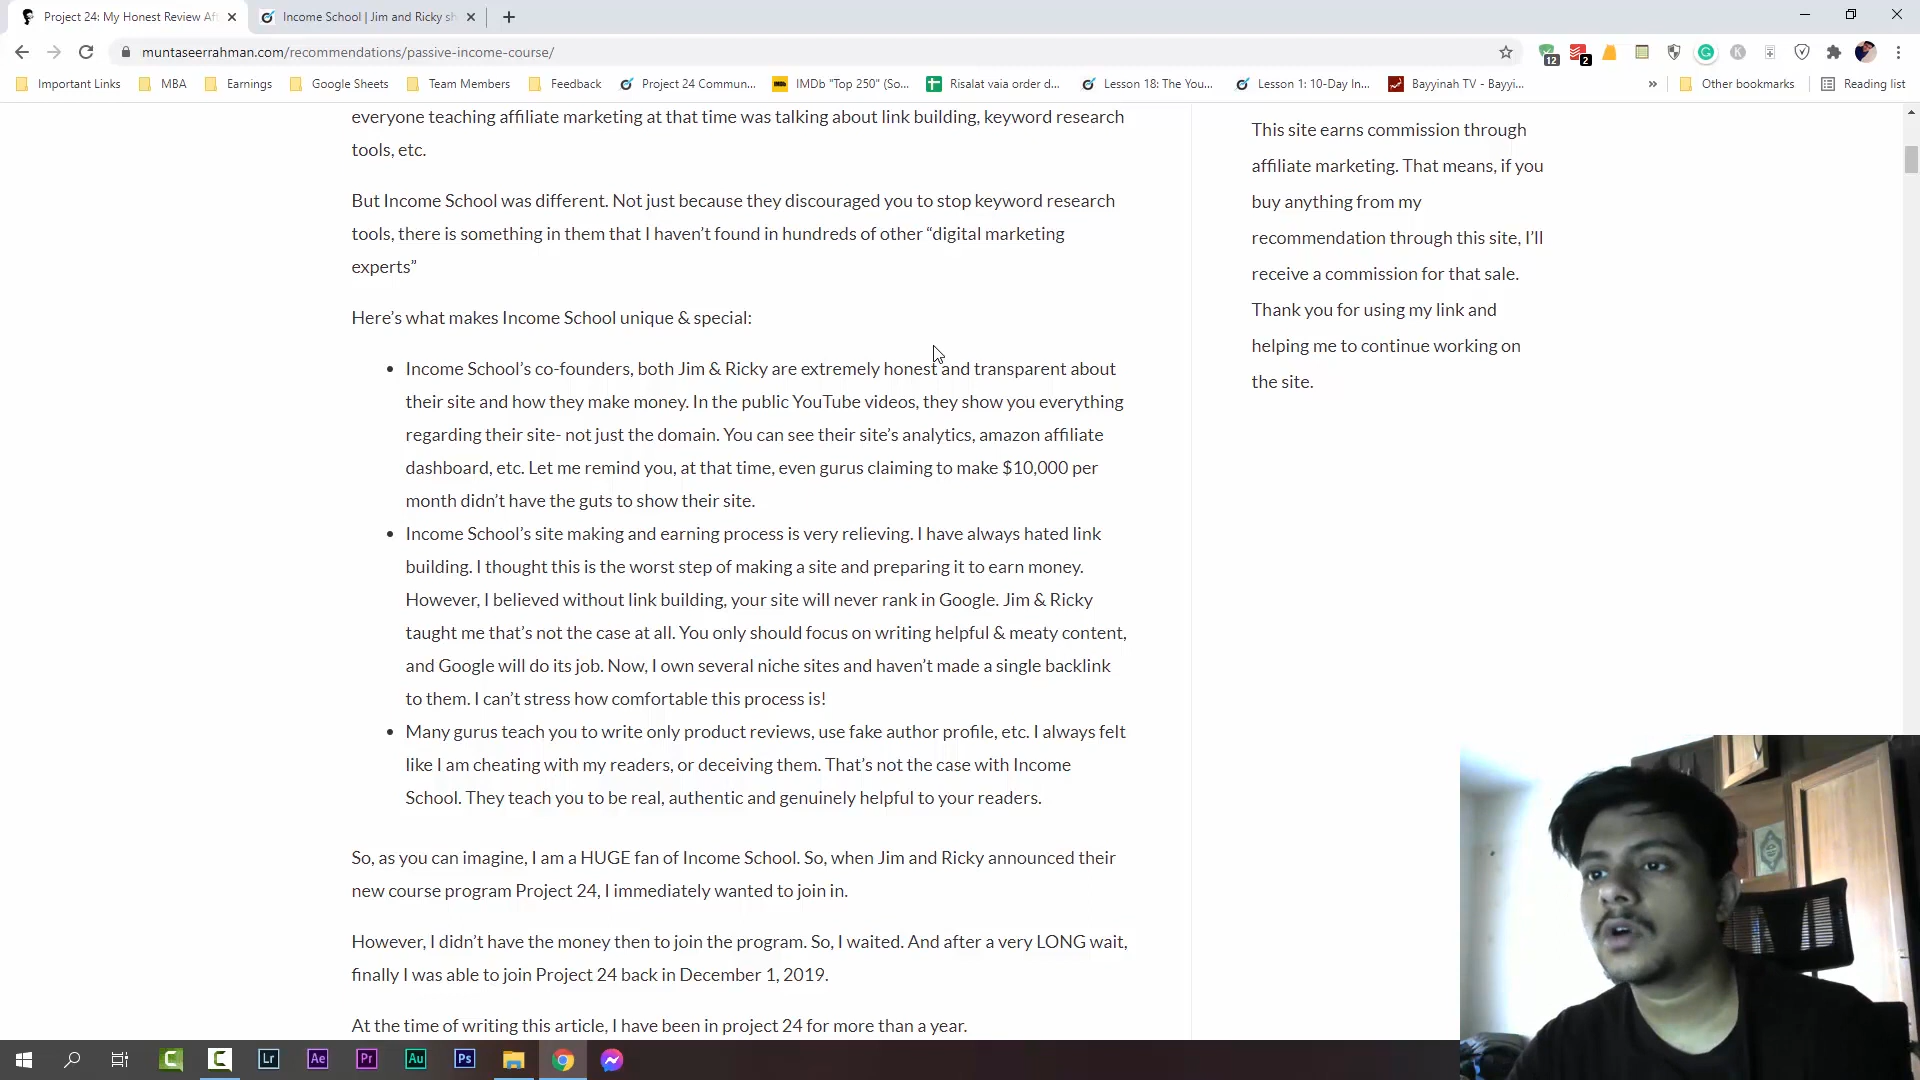 Project 24: My Honest Review Aft
Income School | Jim and Ricky sh
muntaseerrahman.com/recommendations/passive-income-course/
12
2
Important Links
MBA
Earnings
Google Sheets
Team Members
Feedback
Project 24 Commun...
IMDb "Top 250" (So...
Risalat vaia order d...
Lesson 18: The You...
Lesson 1: 10-Day In...
Bayyinah TV - Bayyi...
»
Other bookmarks
Reading list
everyone teaching affiliate marketing at that time was talking about link building, keyword research
tools, etc.
But Income School was different. Not just because they discouraged you to stop keyword research
tools, there is something in them that I haven’t found in hundreds of other “digital marketing
experts”
Here’s what makes Income School unique & special:
• Income School’s co-founders, both Jim & Ricky are extremely honest and transparent about
their site and how they make money. In the public YouTube videos, they show you everything
regarding their site- not just the domain. You can see their site’s analytics, amazon affiliate
dashboard, etc. Let me remind you, at that time, even gurus claiming to make $10,000 per
month didn’t have the guts to show their site.
• Income School’s site making and earning process is very relieving. I have always hated link
building. I thought this is the worst step of making a site and preparing it to earn money.
However, I believed without link building, your site will never rank in Google. Jim & Ricky
taught me that’s not the case at all. You only should focus on writing helpful & meaty content,
and Google will do its job. Now, I own several niche sites and haven’t made a single backlink
to them. I can’t stress how comfortable this process is!
• Many gurus teach you to write only product reviews, use fake author profile, etc. I always felt
like I am cheating with my readers, or deceiving them. That’s not the case with Income
School. They teach you to be real, authentic and genuinely helpful to your readers.
So, as you can imagine, I am a HUGE fan of Income School. So, when Jim and Ricky announced their
new course program Project 24, I immediately wanted to join in.
However, I didn’t have the money then to join the program. So, I waited. And after a very LONG wait,
finally I was able to join Project 24 back in December 1, 2019.
At the time of writing this article, I have been in project 24 for more than a year.
This site earns commission through
affiliate marketing. That means, if you
buy anything from my
recommendation through this site, I’ll
receive a commission for that sale.
Thank you for using my link and
helping me to continue working on
the site.
Lr
Ae
Pr
Au
Ps